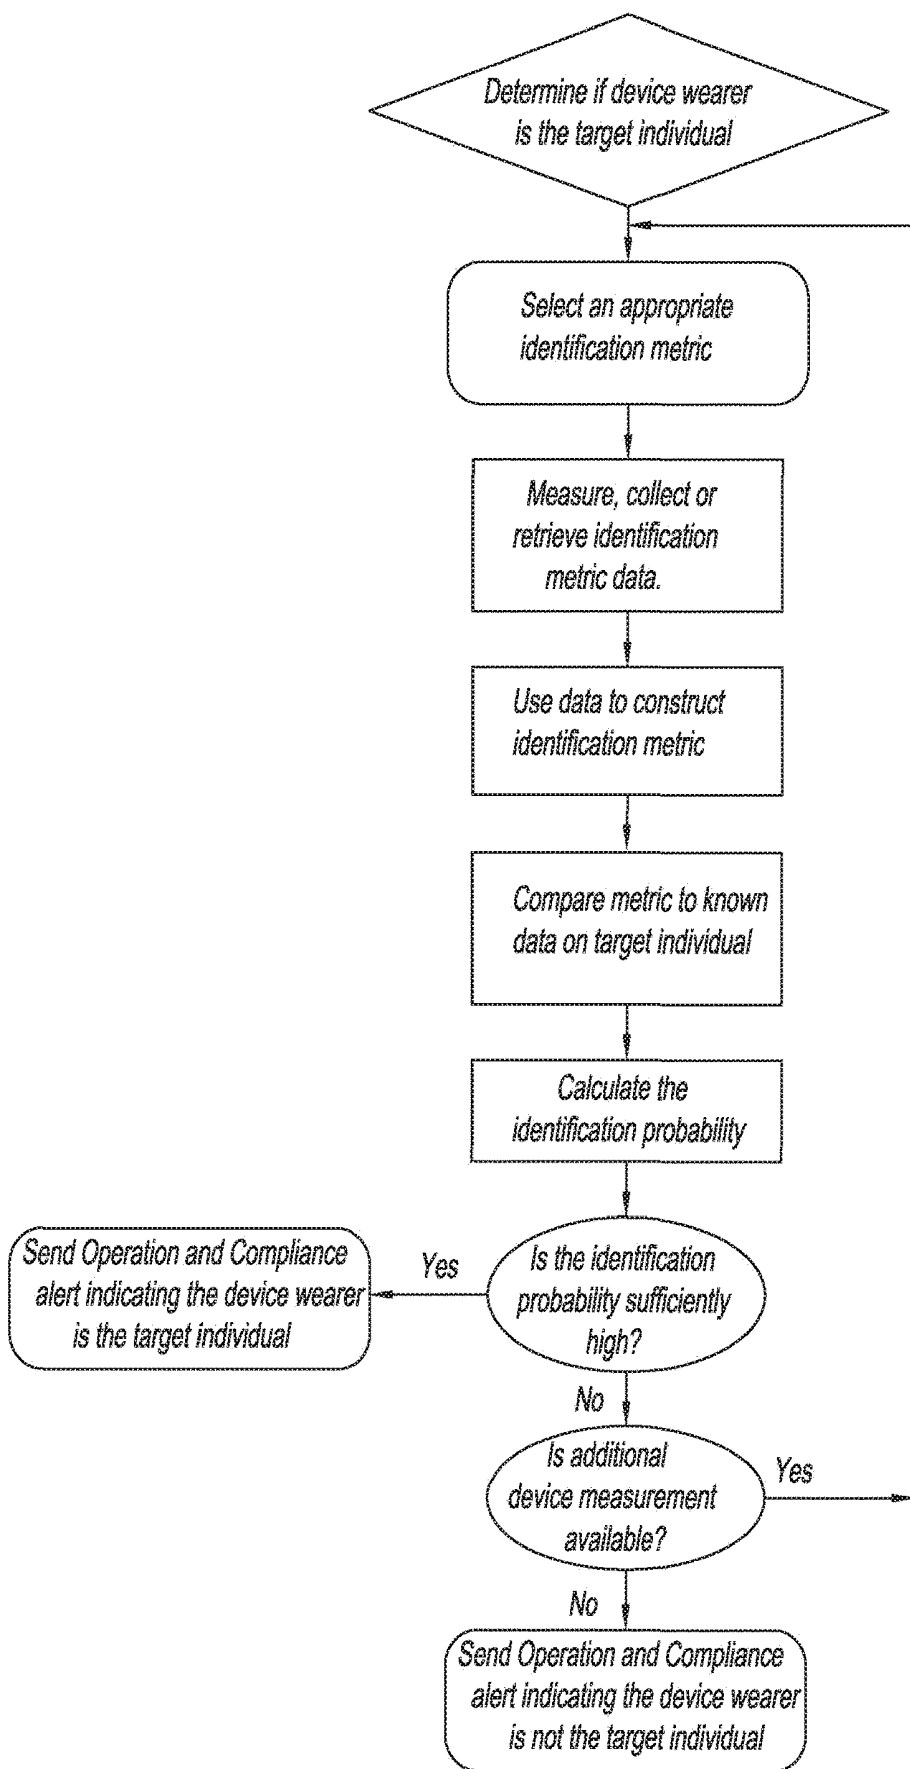 Determine if device wearer
is the target individual
Select an appropriate
identification metric
Measure, collect or
retrieve identification
metric data.
Use data to construct
identification metric
Compare metric to known
data on target individual
Calculate the
identification probability
Is the identification
probability sufficiently
high?
Yes
Send Operation and Compliance
alert indicating the device wearer
is the target individual
No
Is additional
device measurement
available?
Yes
No
Send Operation and Compliance
alert indicating the device wearer
is not the target individual